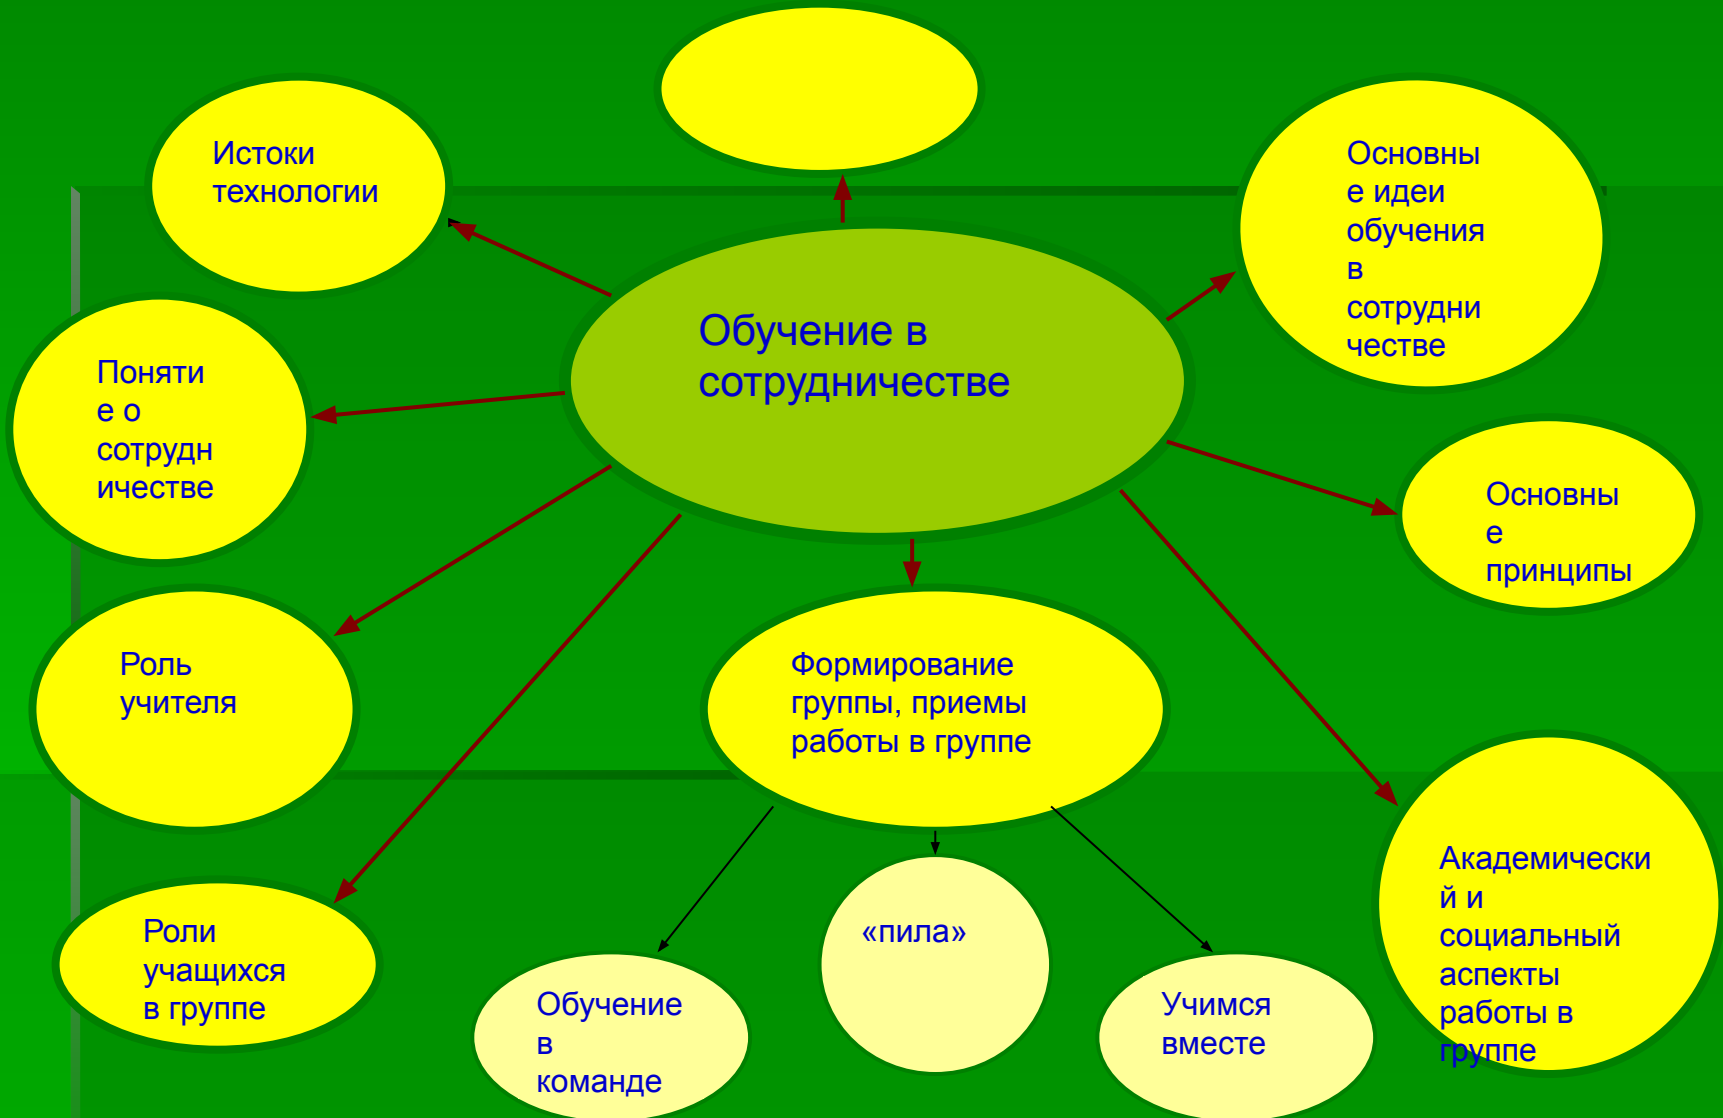 Истоки
технологии
Основны
е идеи
обучения
в
сотрудни
честве
Обучение в
сотрудничестве
Поняти
е о
сотрудн
ичестве
Основны
е
принципы
Роль
учителя
Формирование
группы, приемы
работы в группе
Академически
й и
социальный
аспекты
работы в
группе
Роли
учащихся
в группе
«пила»
Обучение
в
команде
Учимся
вместе